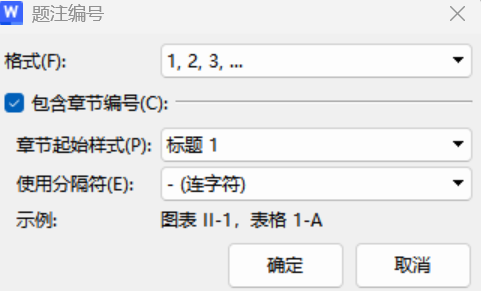 W 题注编号
格式(F): 1, 2, 3, ...
包含章节编号(C):
章节起始样式(P): 标题 1
使用分隔符(E): - (连字符)
示例: 图表 II-1，表格 1-A
确定 取消